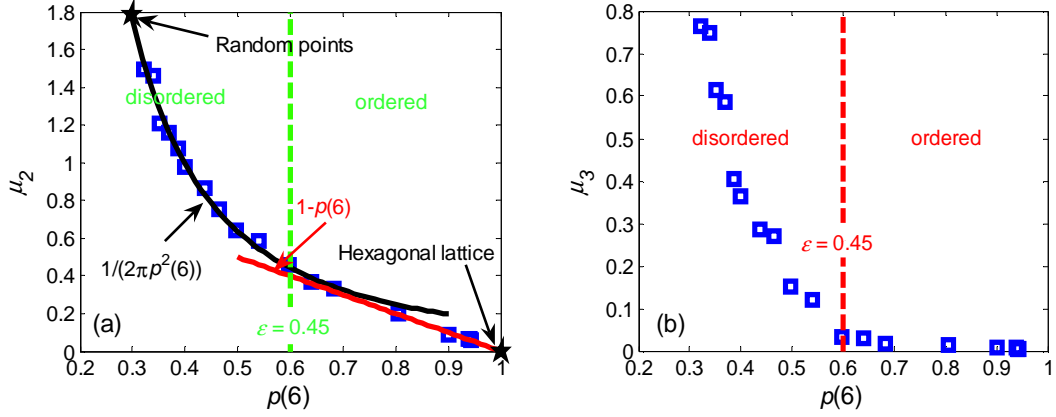 1.8
Random points
1.6
1.4
disordered
ordered
1.2
1
μ2
0.8
1-p(6)
0.6
Hexagonal lattice
1/(2πp2(6))
0.4
0.2
(a)
ε = 0.45
0
0.2 0.3 0.4 0.5 0.6 0.7 0.8 0.9 1
p(6)
0.8
0.7
0.6
0.5
disordered
ordered
0.4
μ3
0.3
ε = 0.45
0.2
0.1
(b)
0
0.2 0.3 0.4 0.5 0.6 0.7 0.8 0.9 1
p(6)